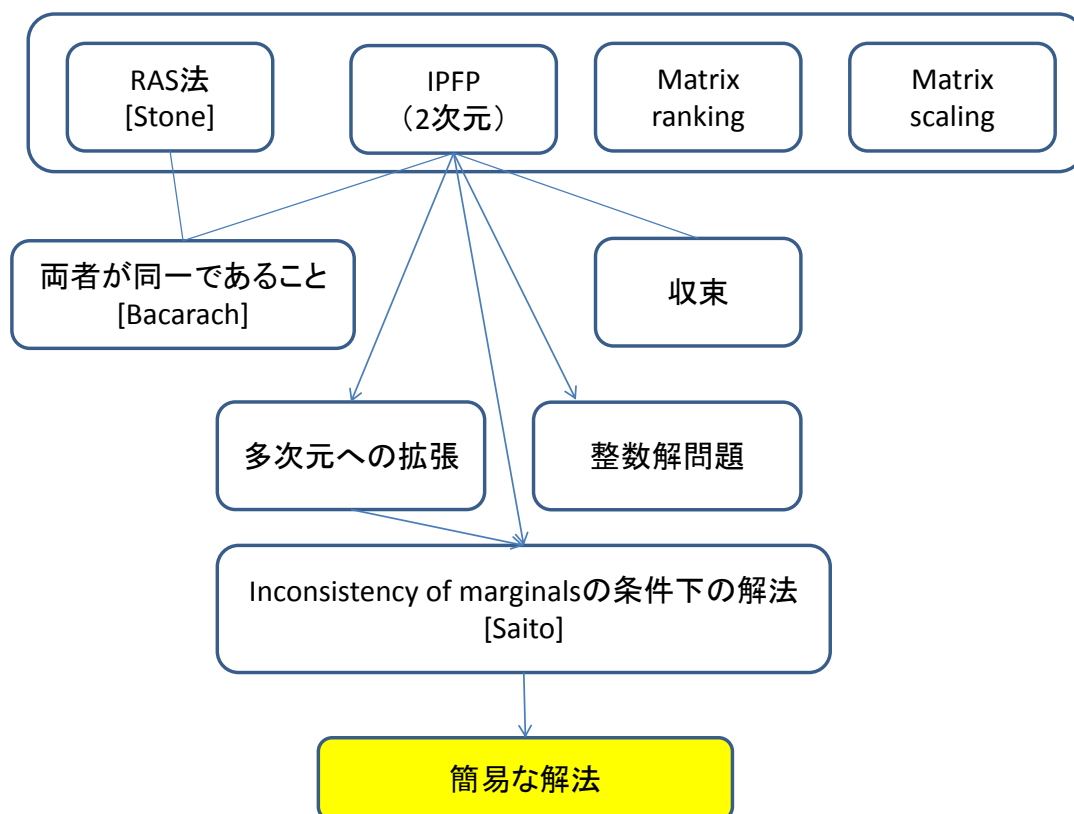 RAS法
[Stone]
IPFP
（2次元）
Matrix
ranking
Matrix
scaling
両者が同一であること
[Bacarach]
収束
多次元への拡張
整数解問題
Inconsistency of marginalsの条件下の解法
[Saito]
簡易な解法